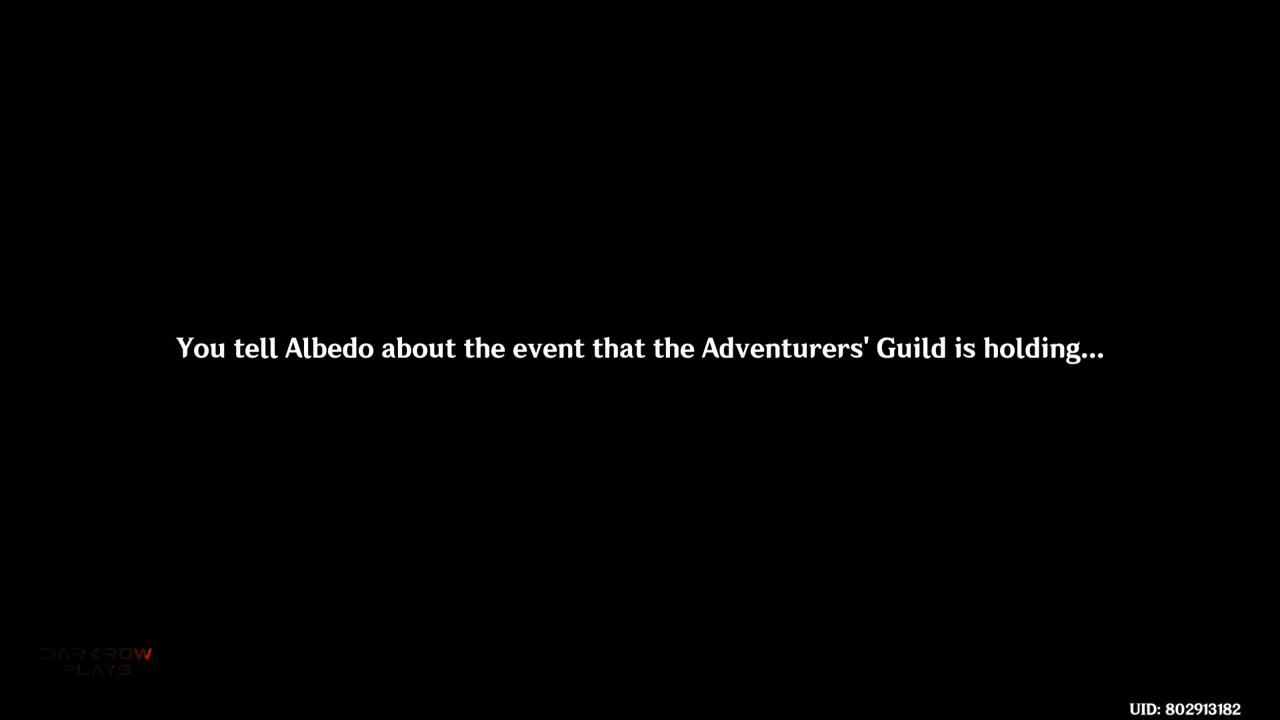 You tell Albedo about the event that the Adventurers' Guild is holding...
DARKROW
PLAYS
UID: 802913182